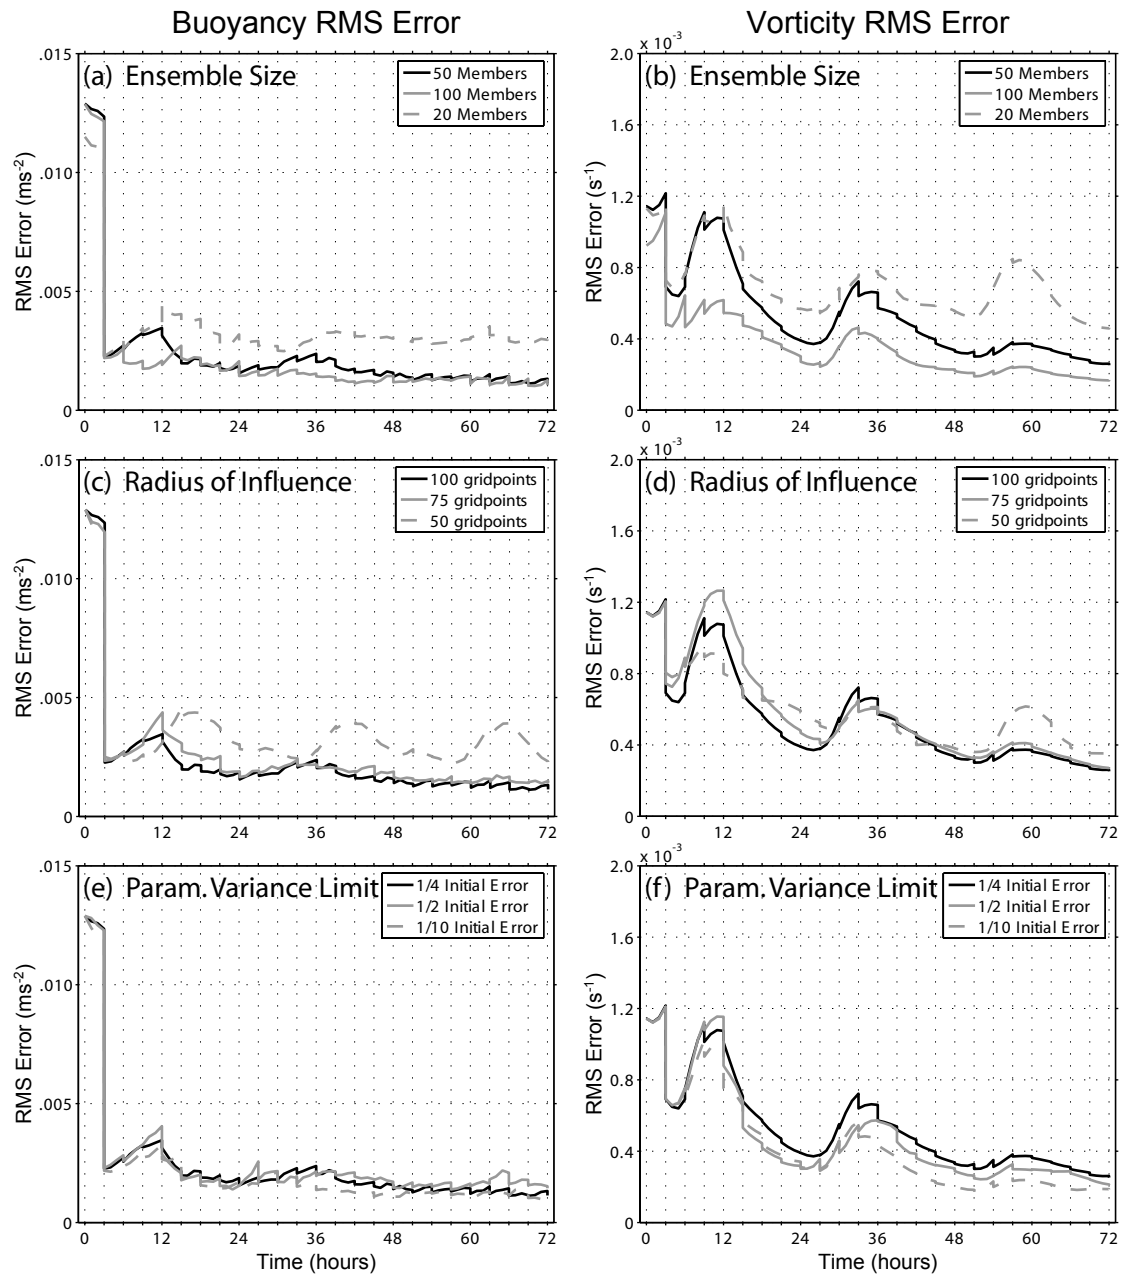 Buoyancy RMS Error
Vorticity RMS Error
.015
.010
.005
0
RMS Error (ms-2)
(a) Ensemble Size
50 Members
100 Members
20 Members
0 12 24 36 48 60 72
x 10-3
2.0
1.6
1.2
0.8
0.4
0
RMS Error (s-1)
(b) Ensemble Size
50 Members
100 Members
20 Members
0 12 24 36 48 60 72
.015
.010
.005
0
RMS Error (ms-2)
(c) Radius of Influence
100 gridpoints
75 gridpoints
50 gridpoints
0 12 24 36 48 60 72
x 10-3
2.0
1.6
1.2
0.8
0.4
0
RMS Error (s-1)
(d) Radius of Influence
100 gridpoints
75 gridpoints
50 gridpoints
0 12 24 36 48 60 72
.015
.010
.005
0
RMS Error (ms-2)
(e) Param. Variance Limit
1/4 Initial Error
1/2 Initial Error
1/10 Initial Error
0 12 24 36 48 60 72
Time (hours)
x 10-3
2.0
1.6
1.2
0.8
0.4
0
RMS Error (s-1)
(f) Param. Variance Limit
1/4 Initial Error
1/2 Initial Error
1/10 Initial Error
0 12 24 36 48 60 72
Time (hours)